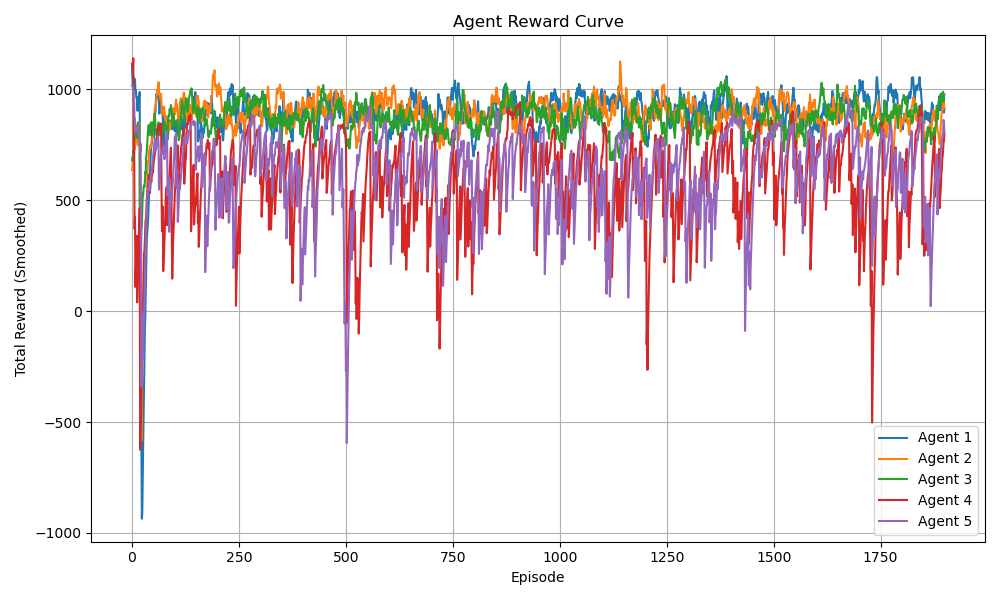 Agent Reward Curve
Total Reward (Smoothed)
1000
500
0
−500
−1000
0 250 500 750 1000 1250 1500 1750
Episode
Agent 1
Agent 2
Agent 3
Agent 4
Agent 5